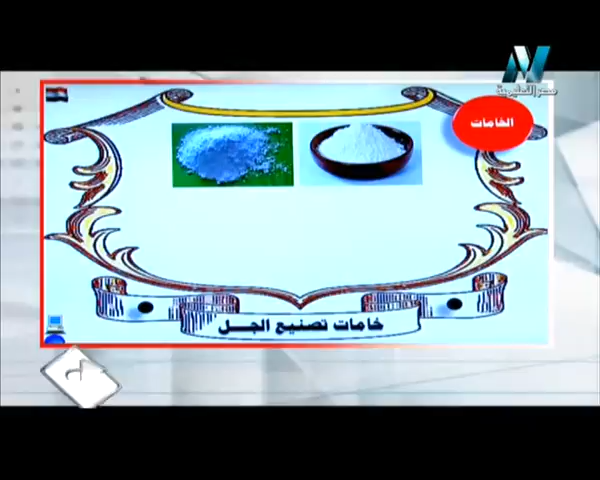 مصر التعليمية
الخامات
خامات تصنيع الجل